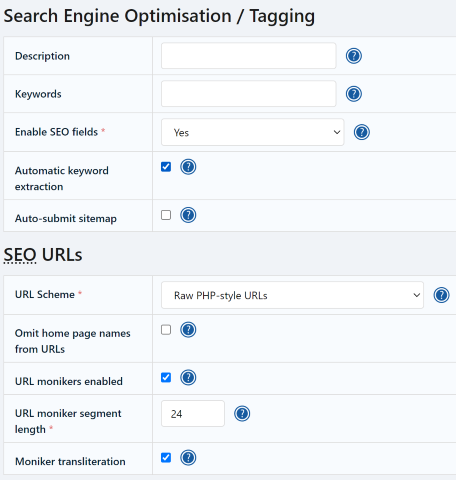 Search Engine Optimisation / Tagging
Description
?
Keywords
?
Enable SEO fields *
Yes
?
Automatic keyword
extraction
?
Auto-submit sitemap
?
SEO URLs
URL Scheme *
Raw PHP-style URLs
?
Omit home page names
from URLs
?
URL monikers enabled
?
URL moniker segment
length *
24
?
Moniker transliteration
?